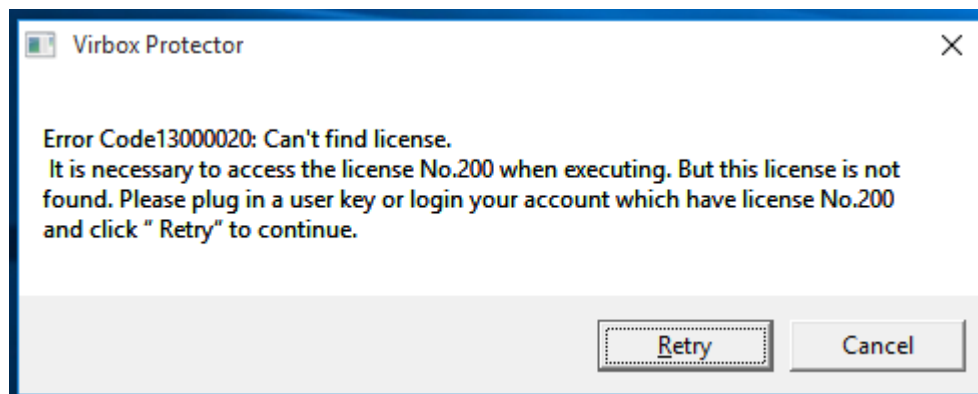 Virbox Protector
Error Code13000020: Can't find license.
It is necessary to access the license No.200 when executing. But this license is not
found. Please plug in a user key or login your account which have license No.200
and click “ Retry” to continue.
Retry
Cancel